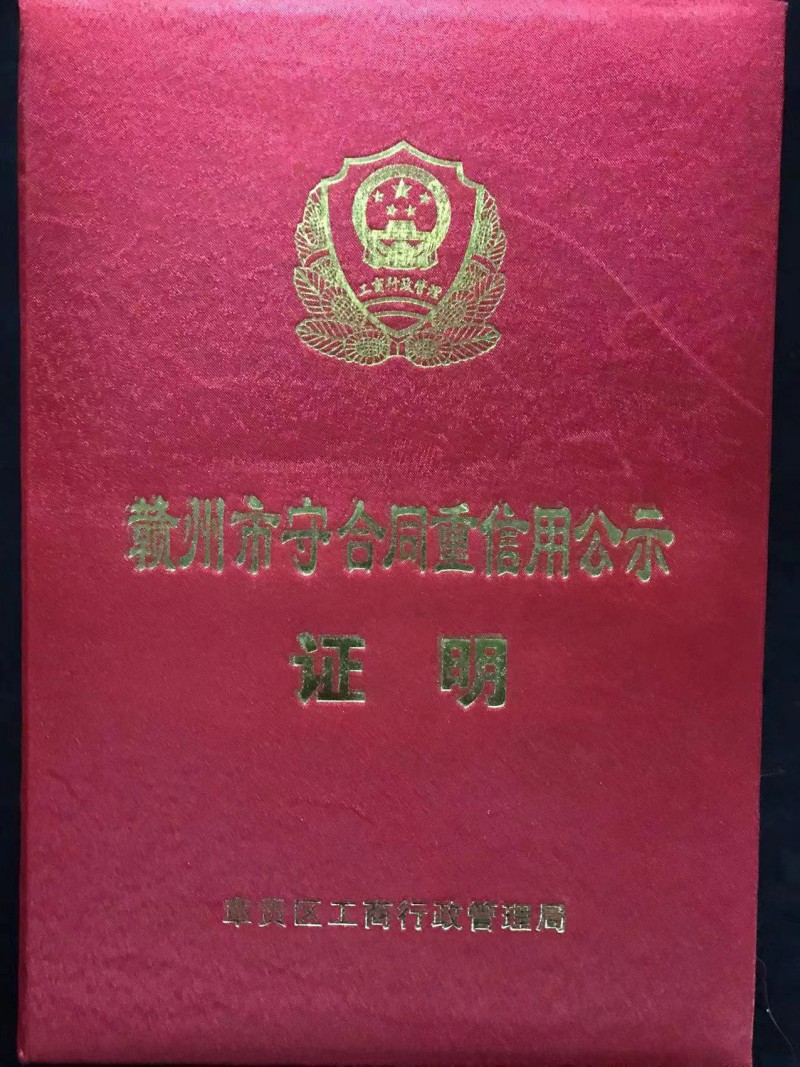 工商行政管理
赣州市守合同重信用公示
证明
章贡区工商行政管理局